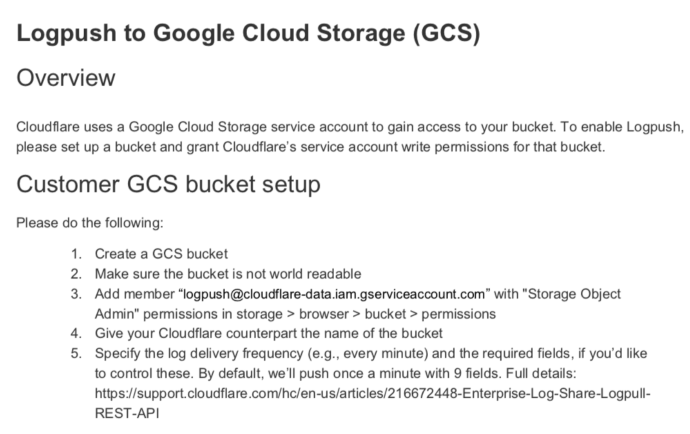 Logpush to Google Cloud Storage (GCS)
Overview
Cloudflare uses a Google Cloud Storage service account to gain access to your bucket. To enable Logpush,
please set up a bucket and grant Cloudflare's service account write permissions for that bucket.
Customer GCS bucket setup
Please do the following:
1. Create a GCS bucket
2. Make sure the bucket is not world readable
3. Add member “logpush@cloudflare-data.iam.gserviceaccount.com” with "Storage Object
Admin" permissions in storage > browser > bucket > permissions
4. Give your Cloudflare counterpart the name of the bucket
5. Specify the log delivery frequency (e.g., every minute) and the required fields, if you'd like
to control these. By default, we'll push once a minute with 9 fields. Full details:
https://support.cloudflare.com/hc/en-us/articles/216672448-Enterprise-Log-Share-Logpull-
REST-API